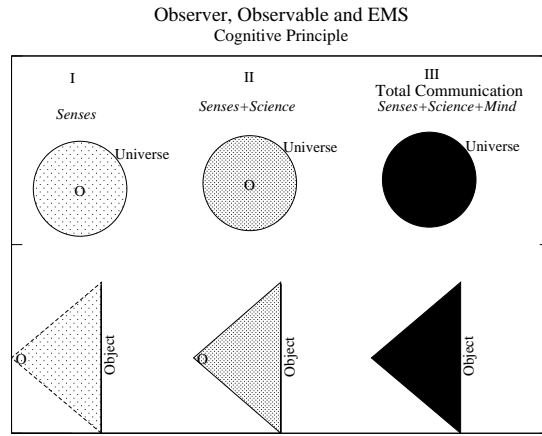 Observer, Observable and EMS
Cognitive Principle
I
II
III
Total Communication
Senses
Senses+Science
Senses+Science+Mind
Universe
Universe
Universe
O
O
O
O
Object
Object
Object